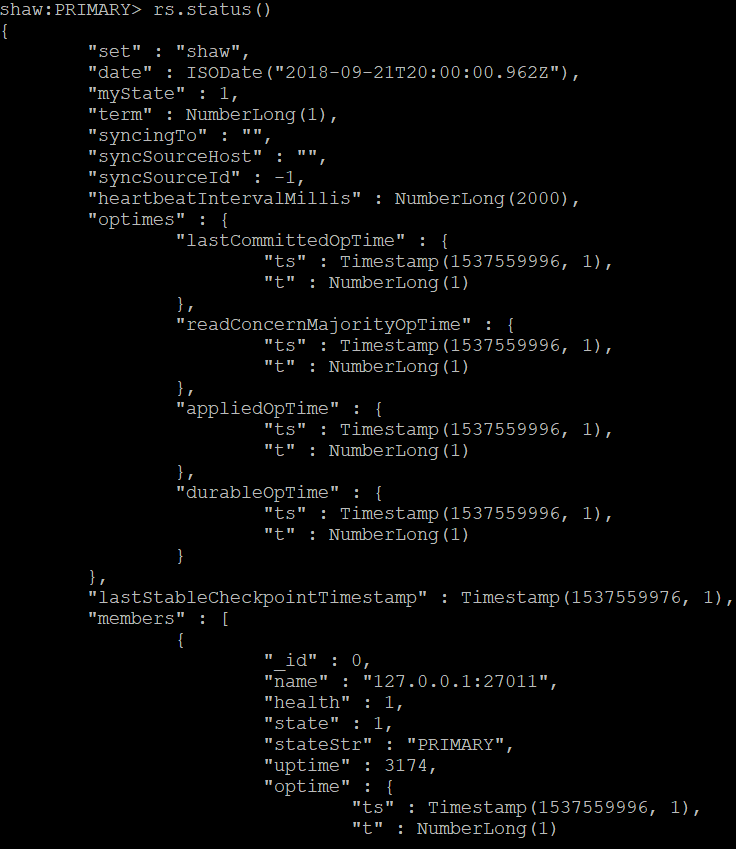 shaw:PRIMARY> rs.status()
{
        "set" : "shaw",
        "date" : ISODate("2018-09-21T20:00:00.962Z"),
        "myState" : 1,
        "term" : NumberLong(1),
        "syncingTo" : "",
        "syncSourceHost" : "",
        "syncSourceId" : -1,
        "heartbeatIntervalMillis" : NumberLong(2000),
        "optimes" : {
                "lastCommittedOpTime" : {
                        "ts" : Timestamp(1537559996, 1),
                        "t" : NumberLong(1)
                },
                "readConcernMajorityOpTime" : {
                        "ts" : Timestamp(1537559996, 1),
                        "t" : NumberLong(1)
                },
                "appliedOpTime" : {
                        "ts" : Timestamp(1537559996, 1),
                        "t" : NumberLong(1)
                },
                "durableOpTime" : {
                        "ts" : Timestamp(1537559996, 1),
                        "t" : NumberLong(1)
                }
        },
        "lastStableCheckpointTimestamp" : Timestamp(1537559976, 1),
        "members" : [
                {
                        "_id" : 0,
                        "name" : "127.0.0.1:27011",
                        "health" : 1,
                        "state" : 1,
                        "stateStr" : "PRIMARY",
                        "uptime" : 3174,
                        "optime" : {
                                "ts" : Timestamp(1537559996, 1),
                                "t" : NumberLong(1)